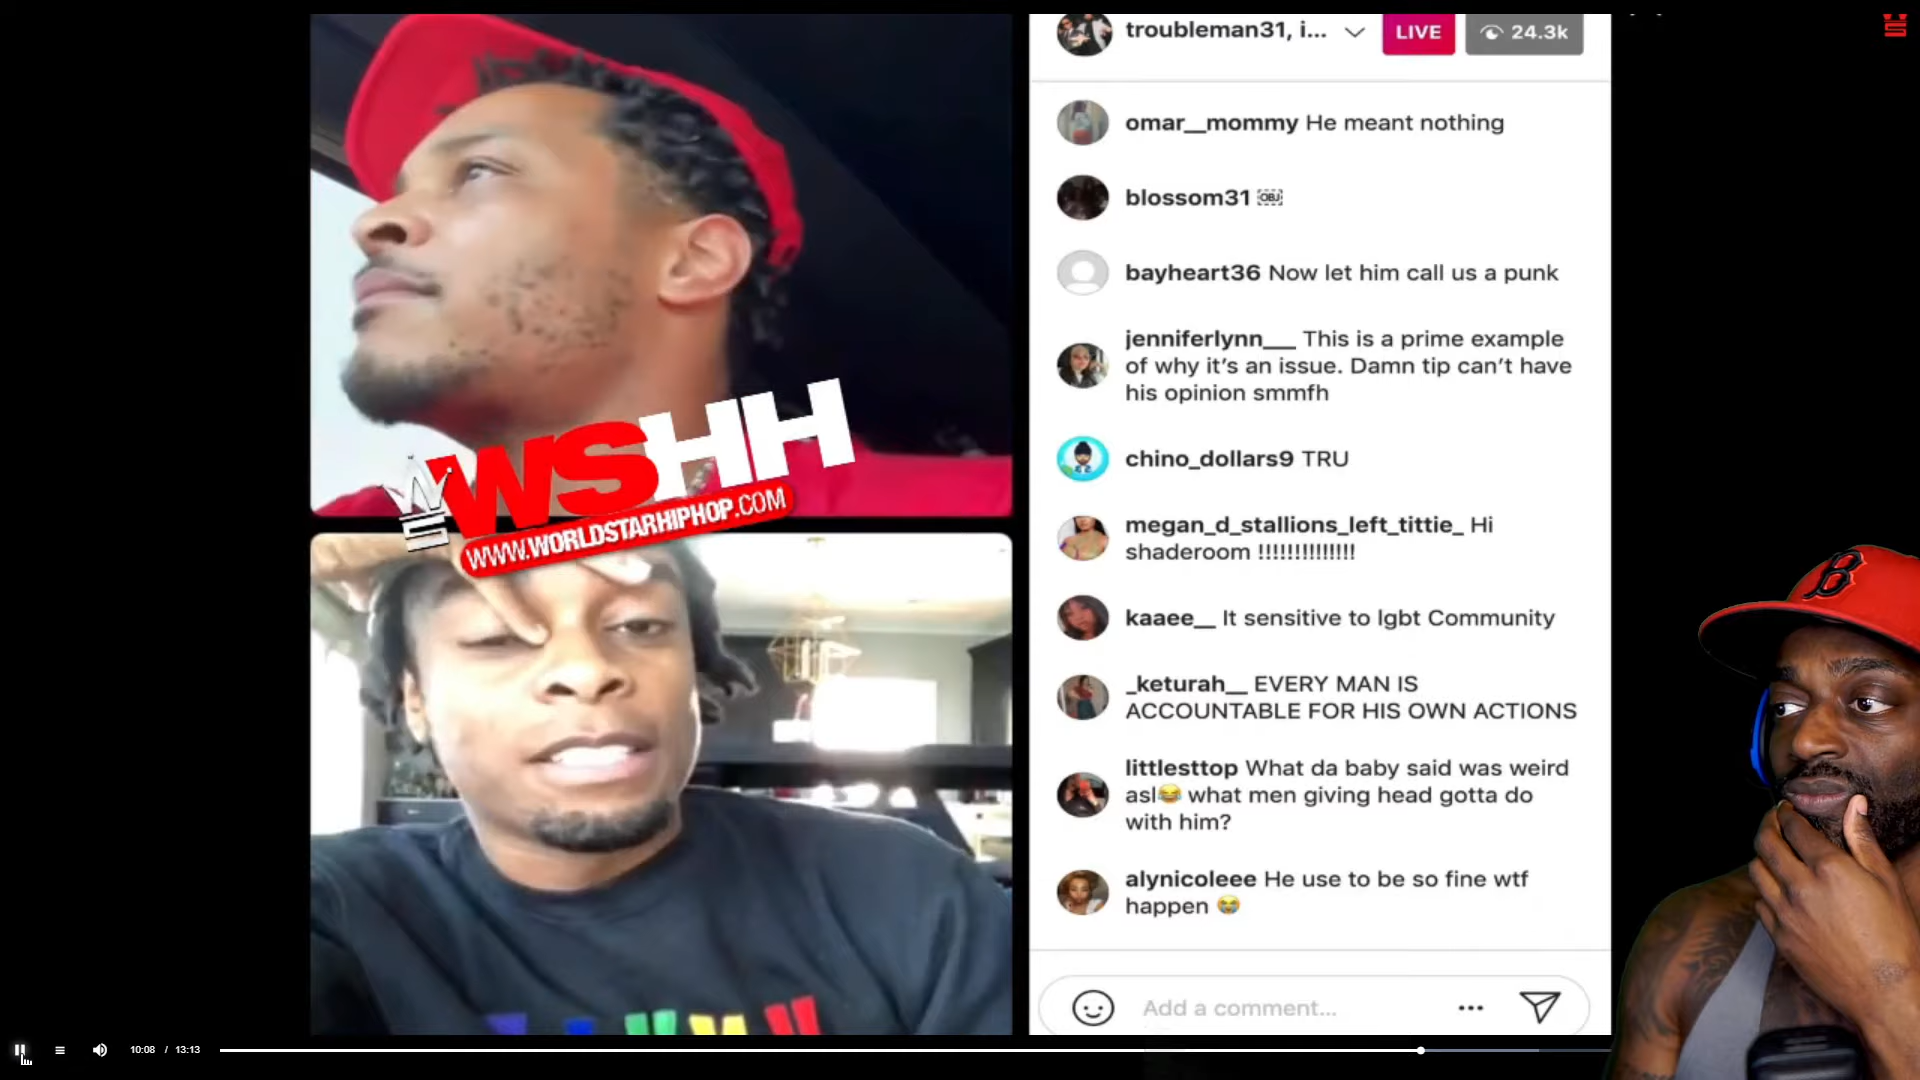 troubleman31, i...
LIVE
24.3k
omar__mommy He meant nothing
blossom31 OBJ
bayheart36 Now let him call us a punk
jenniferlynn___ This is a prime example
of why it’s an issue. Damn tip can’t have
his opinion smmfh
chino_dollars9 TRU
megan_d_stallions_left_tittie_ Hi
shaderoom !!!!!!!!!!!!!!
kaaee__ It sensitive to lgbt Community
_keturah__ EVERY MAN IS
ACCOUNTABLE FOR HIS OWN ACTIONS
littlesttop What da baby said was weird
asl😂 what men giving head gotta do
with him?
alynicoleee He use to be so fine wtf
happen 😭
Add a comment...
WSHH
WWW.WORLDSTARHIPHOP.COM
B
10:08 / 13:13